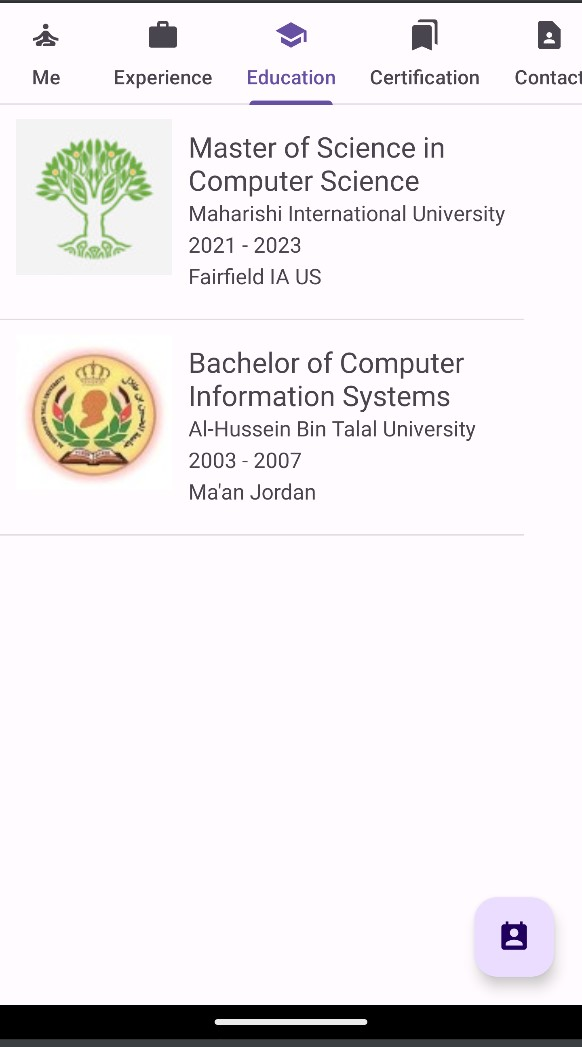 Me
Experience
Education
Certification
Contact
Master of Science in
Computer Science
Maharishi International University
2021 - 2023
Fairfield IA US
Bachelor of Computer
Information Systems
Al-Hussein Bin Talal University
2003 - 2007
Ma'an Jordan